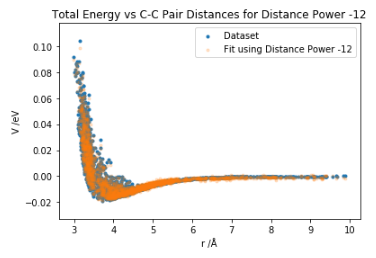 Total Energy vs C-C Pair Distances for Distance Power -12
Dataset
Fit using Distance Power -12
V /eV
0.10
0.08
0.06
0.04
0.02
0.00
−0.02
3 4 5 6 7 8 9 10
r /Å